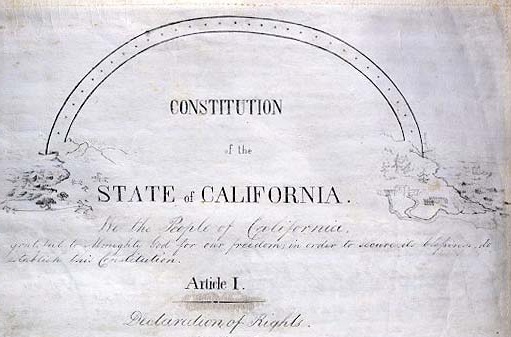 CONSTITUTION
of the
STATE of CALIFORNIA.
We the People of California,
grateful to Almighty God for our freedom, in order to secure its blessings, do
establish this Constitution.
Article I.
Declaration of Rights.